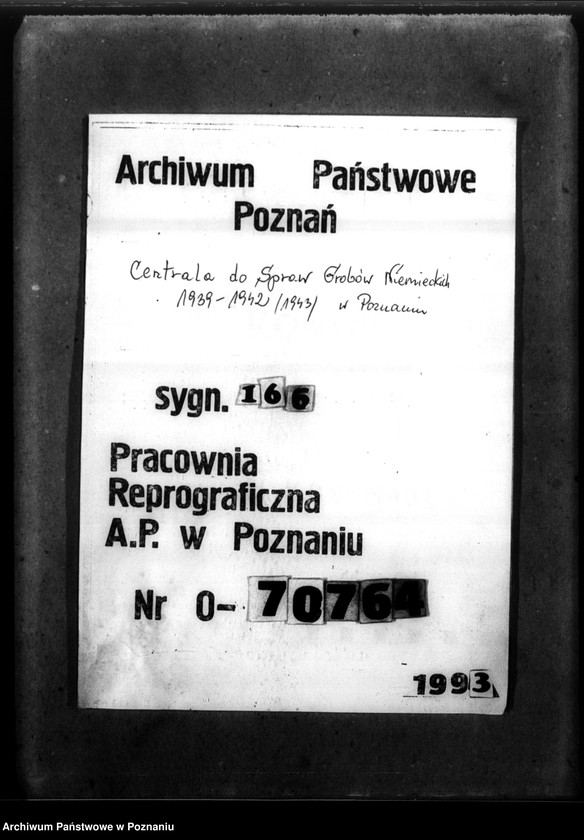 Archiwum Państwowe
Poznań
Centrala do Spraw Grobów Niemieckich
1939-1942 /1943/ w Poznaniu
sygn. 166
Pracownia
Reprograficzna
A.P. w Poznaniu
Nr 0-70764
1993
Archiwum Państwowe w Poznaniu